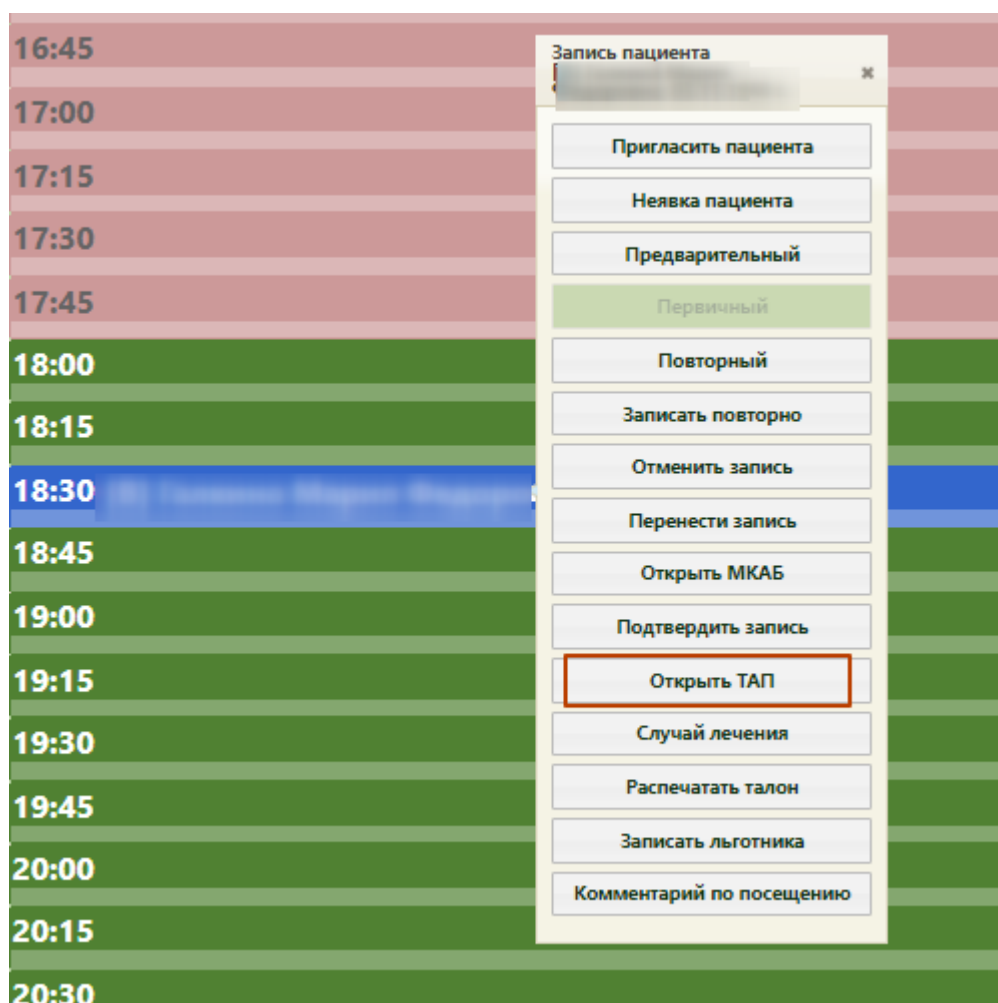 16:45
17:00
17:15
17:30
17:45
18:00
18:15
18:30
18:45
19:00
19:15
19:30
19:45
20:00
20:15
20:30
Запись пациента
Пригласить пациента
Неявка пациента
Предварительный
Первичный
Повторный
Записать повторно
Отменить запись
Перенести запись
Открыть МКАБ
Подтвердить запись
Открыть ТАП
Случай лечения
Распечатать талон
Записать льготника
Комментарий по посещению